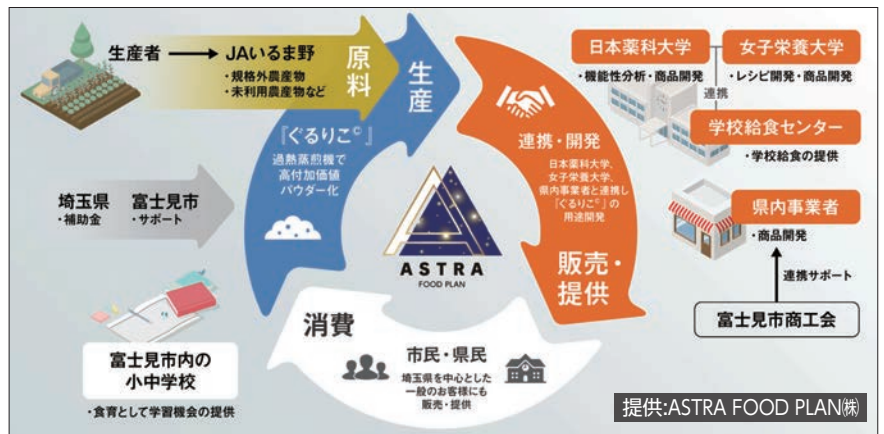 生産者
JAいるま野
・規格外農産物
・未利用農産物など
原料
生産
『ぐるりこ©』
過熱蒸煎機で
高付加価値
パウダー化
埼玉県
・補助金
富士見市
・サポート
連携・開発
日本薬科大学、
女子栄養大学、
県内事業者と連携し
『ぐるりこ©』の
用途開発
販売・
提供
日本薬科大学
・機能性分析・商品開発
女子栄養大学
・レシピ開発・商品開発
連携
学校給食センター
・学校給食の提供
県内事業者
・商品開発
連携サポート
富士見市商工会
ASTRA
FOOD PLAN
消費
市民・県民
埼玉県を中心とした
一般のお客様にも
販売・提供
富士見市内の
小中学校
・食育として学習機会の提供
提供:ASTRA FOOD PLAN㈱